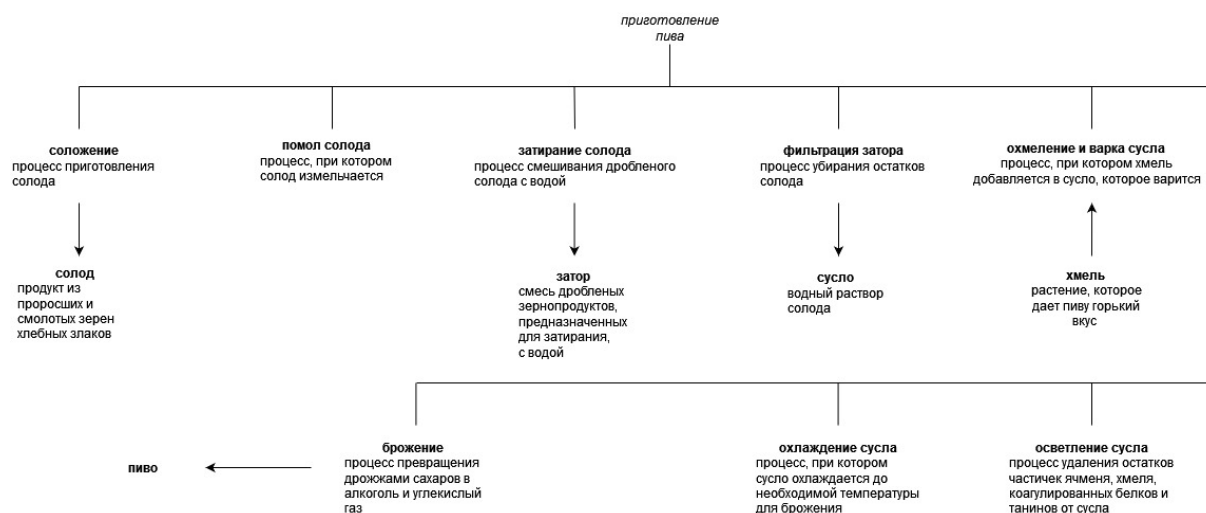 приготовление
пива
соложение
процесс приготовления
солода
помол солода
процесс, при котором
солод измельчается
затирание солода
процесс смешивания дробленого
солода с водой
фильтрация затора
процесс убирания остатков
солода
охмеление и варка сусла
процесс, при котором хмель
добавляется в сусло, которое варится
солод
продукт из
проросших и
смолотых зерен
хлебных злаков
затор
смесь дробленых
зернопродуктов,
предназначенных
для затирания,
с водой
сусло
водный раствор
солода
хмель
растение, которое
дает пиву горький
вкус
пиво
брожение
процесс превращения
дрожжами сахаров в
алкоголь и углекислый
газ
охлаждение сусла
процесс, при котором
сусло охлаждается до
необходимой температуры
для брожения
осветление сусла
процесс удаления остатков
частичек ячменя, хмеля,
коагулированных белков и
танинов от сусла